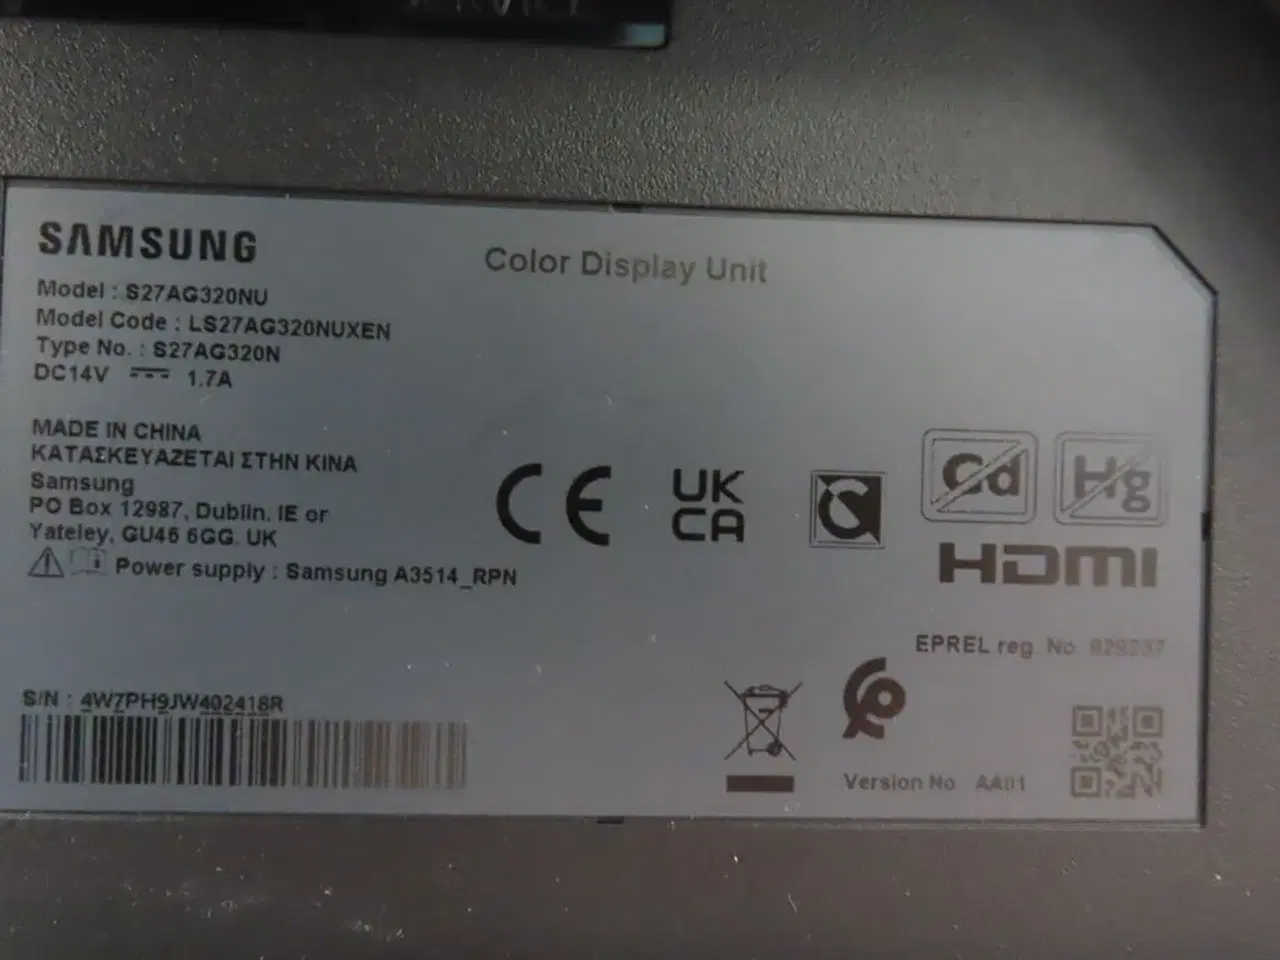 SAMSUNG
Color Display Unit
Model : S27AG320NU
Model Code : LS27AG320NUXEN
Type No. : S27AG320N
DC14V 1.7A
MADE IN CHINA
ΚΑΤΑΣΚΕΥΑΖΕΤΑΙ ΣΤΗΝ ΚΙΝΑ
Samsung
PO Box 12987, Dublin. IE or
Yateley, GU46 6GG. UK
Power supply : Samsung A3514_RPN
CE
UK
CA
Cd
Hg
HDMI
EPREL reg. No.
S/N : 4W7PH9JW402418R
Version No AA01